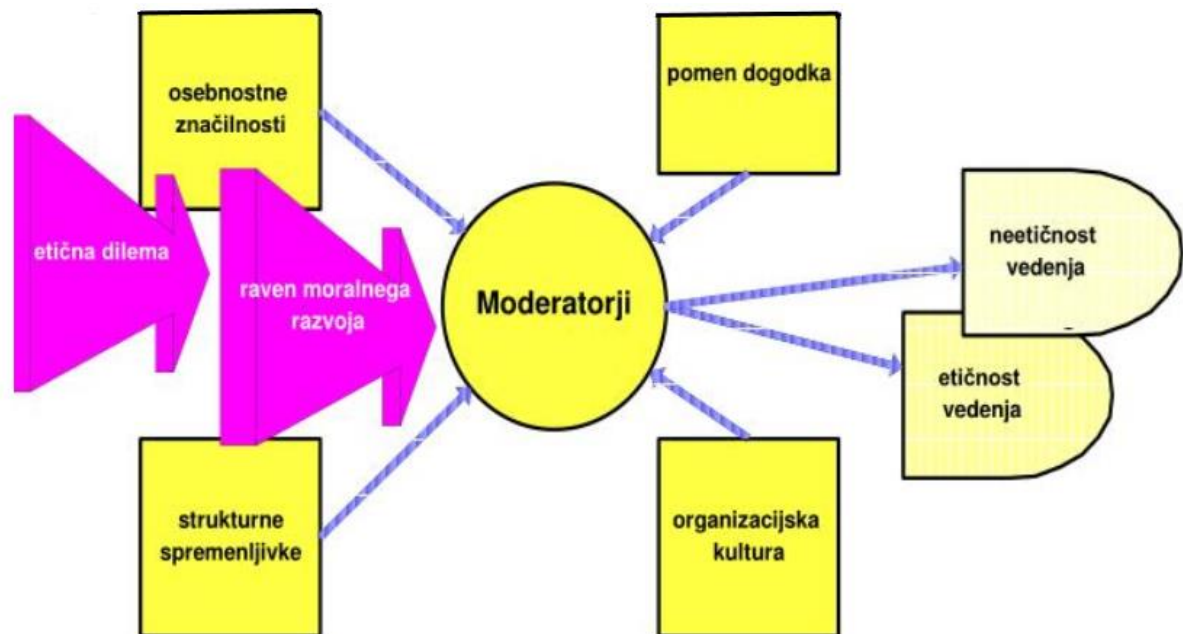 osebnostne
značilnosti
pomen dogodka
etična dilema
raven moralnega
razvoja
Moderatorji
neetičnost
vedenja
etičnost
vedenja
strukturne
spremenljivke
organizacijska
kultura